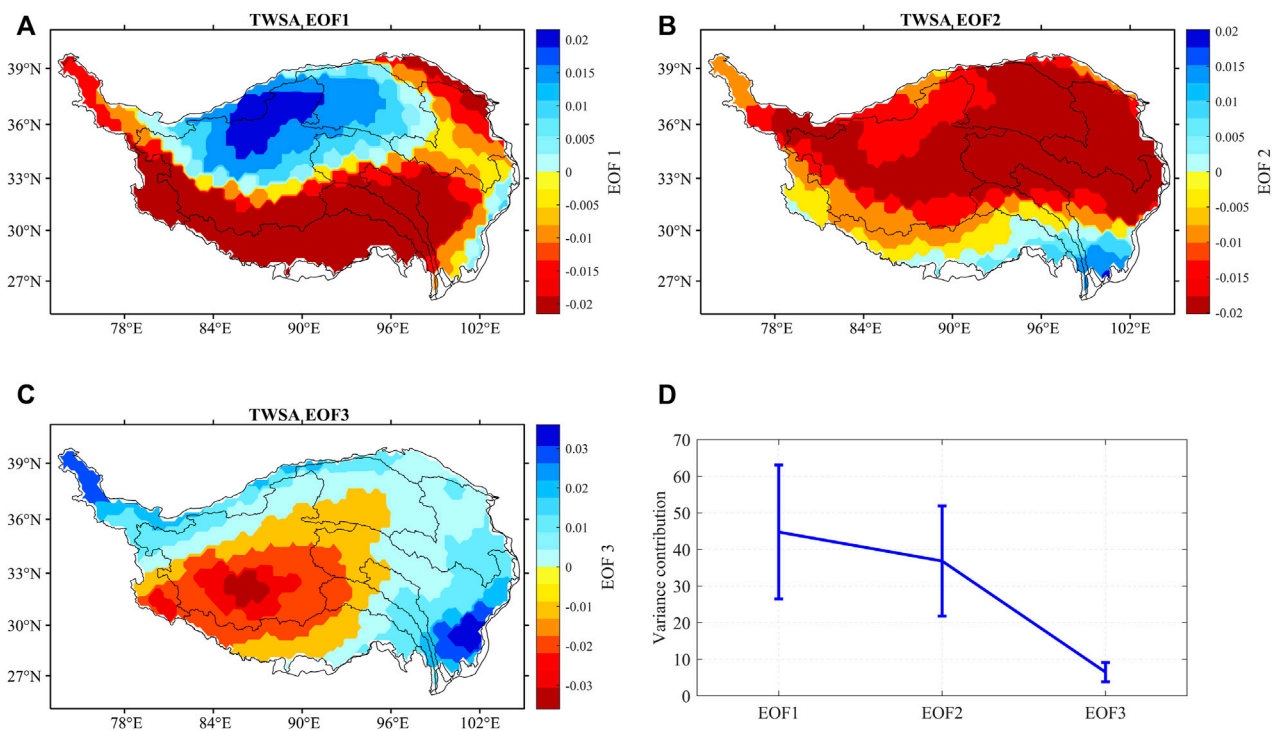 A
TWSA EOF1
39°N
36°N
33°N
30°N
27°N
78°E 84°E 90°E 96°E 102°E
0.02
0.015
0.01
0.005
0
-0.005
-0.01
-0.015
-0.02
EOF 1
B
TWSA EOF2
39°N
36°N
33°N
30°N
27°N
78°E 84°E 90°E 96°E 102°E
0.02
0.015
0.01
0.005
0
-0.005
-0.01
-0.015
-0.02
EOF 2
C
TWSA EOF3
39°N
36°N
33°N
30°N
27°N
78°E 84°E 90°E 96°E 102°E
0.03
0.02
0.01
0
-0.01
-0.02
-0.03
EOF 3
D
70
60
50
40
30
20
10
0
Variance contribution
EOF1 EOF2 EOF3